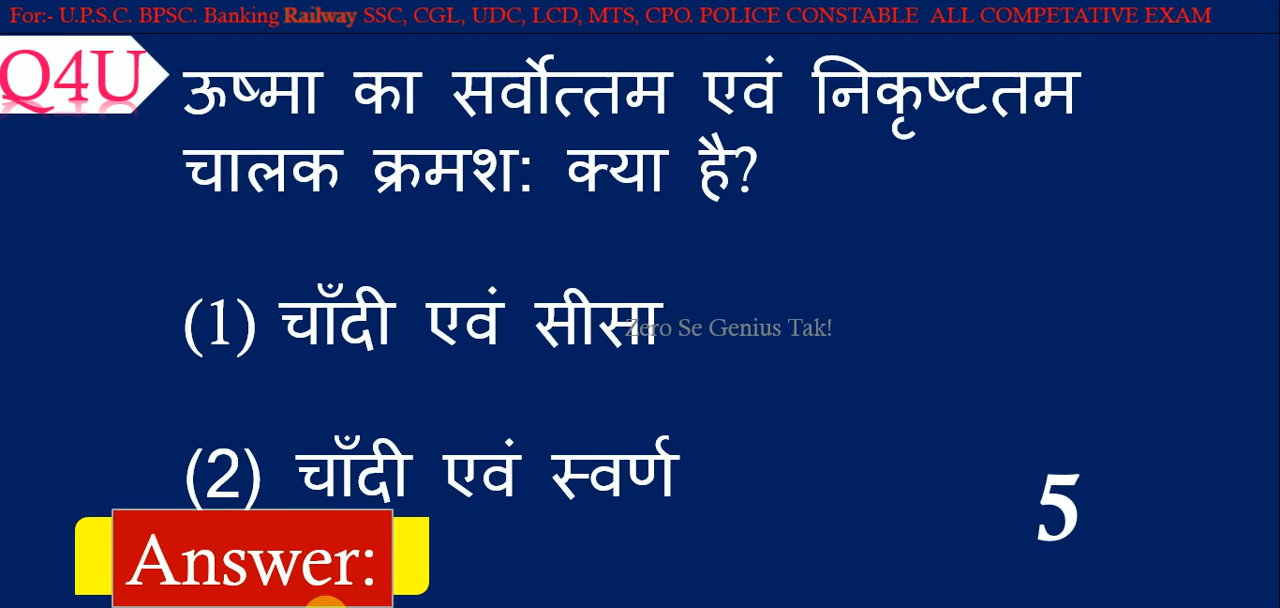 For:- U.P.S.C. BPSC. Banking Railway SSC, CGL, UDC, LCD, MTS, CPO. POLICE CONSTABLE ALL COMPETATIVE EXAM
Q4U
ऊष्मा का सर्वोत्तम एवं निकृष्टतम
चालक क्रमश: क्या है?
(1) चाँदी एवं सीसा
Zero Se Genius Tak!
(2) चाँदी एवं स्वर्ण
5
Answer: